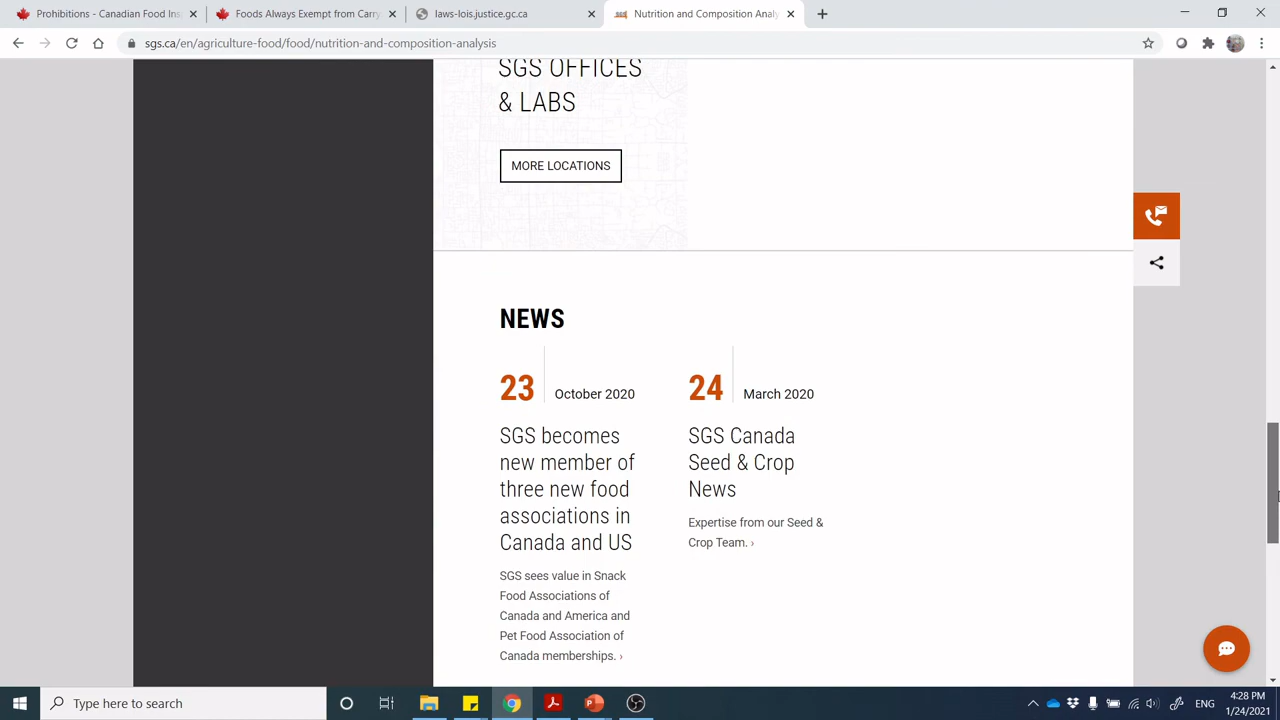 Prohibitions - Canadian Food Ins
Foods Always Exempt from Carry
laws-lois.justice.gc.ca
Nutrition and Composition Analy
sgs.ca/en/agriculture-food/food/nutrition-and-composition-analysis
SGS OFFICES
& LABS
MORE LOCATIONS
NEWS
23 October 2020
SGS becomes
new member of
three new food
associations in
Canada and US
SGS sees value in Snack
Food Associations of
Canada and America and
Pet Food Association of
Canada memberships. ›
24 March 2020
SGS Canada
Seed & Crop
News
Expertise from our Seed &
Crop Team. ›
Type here to search
ENG
4:28 PM
1/24/2021